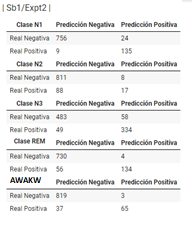 | Sb1/Expt2 |
Clase N1 Predicción Negativa Predicción Positiva
Real Negativa 756 24
Real Positiva 9 135
Clase N2 Predicción Negativa Predicción Positiva
Real Negativa 811 8
Real Positiva 88 17
Clase N3 Predicción Negativa Predicción Positiva
Real Negativa 483 58
Real Positiva 49 334
Clase REM Predicción Negativa Predicción Positiva
Real Negativa 730 4
Real Positiva 56 134
AWAKW Predicción Negativa Predicción Positiva
Real Negativa 819 3
Real Positiva 37 65